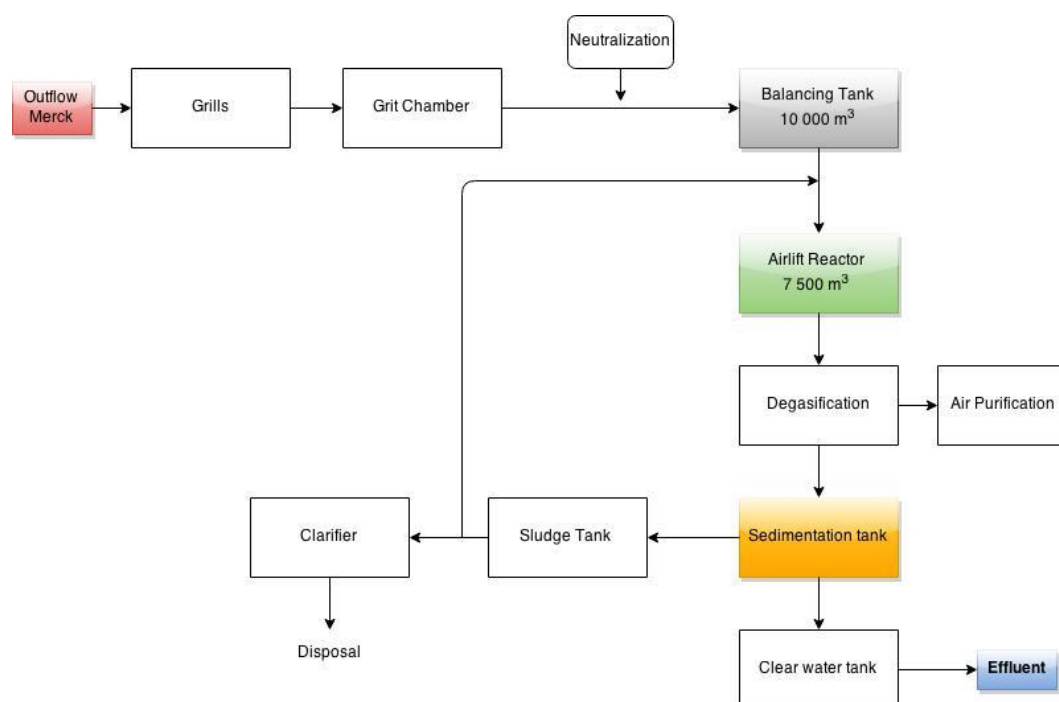 Neutralization
Outflow
Merck
Grills
Grit Chamber
Balancing Tank
10 000 m³
Airlift Reactor
7 500 m³
Degasification
Air Purification
Clarifier
Sludge Tank
Sedimentation tank
Disposal
Clear water tank
Effluent